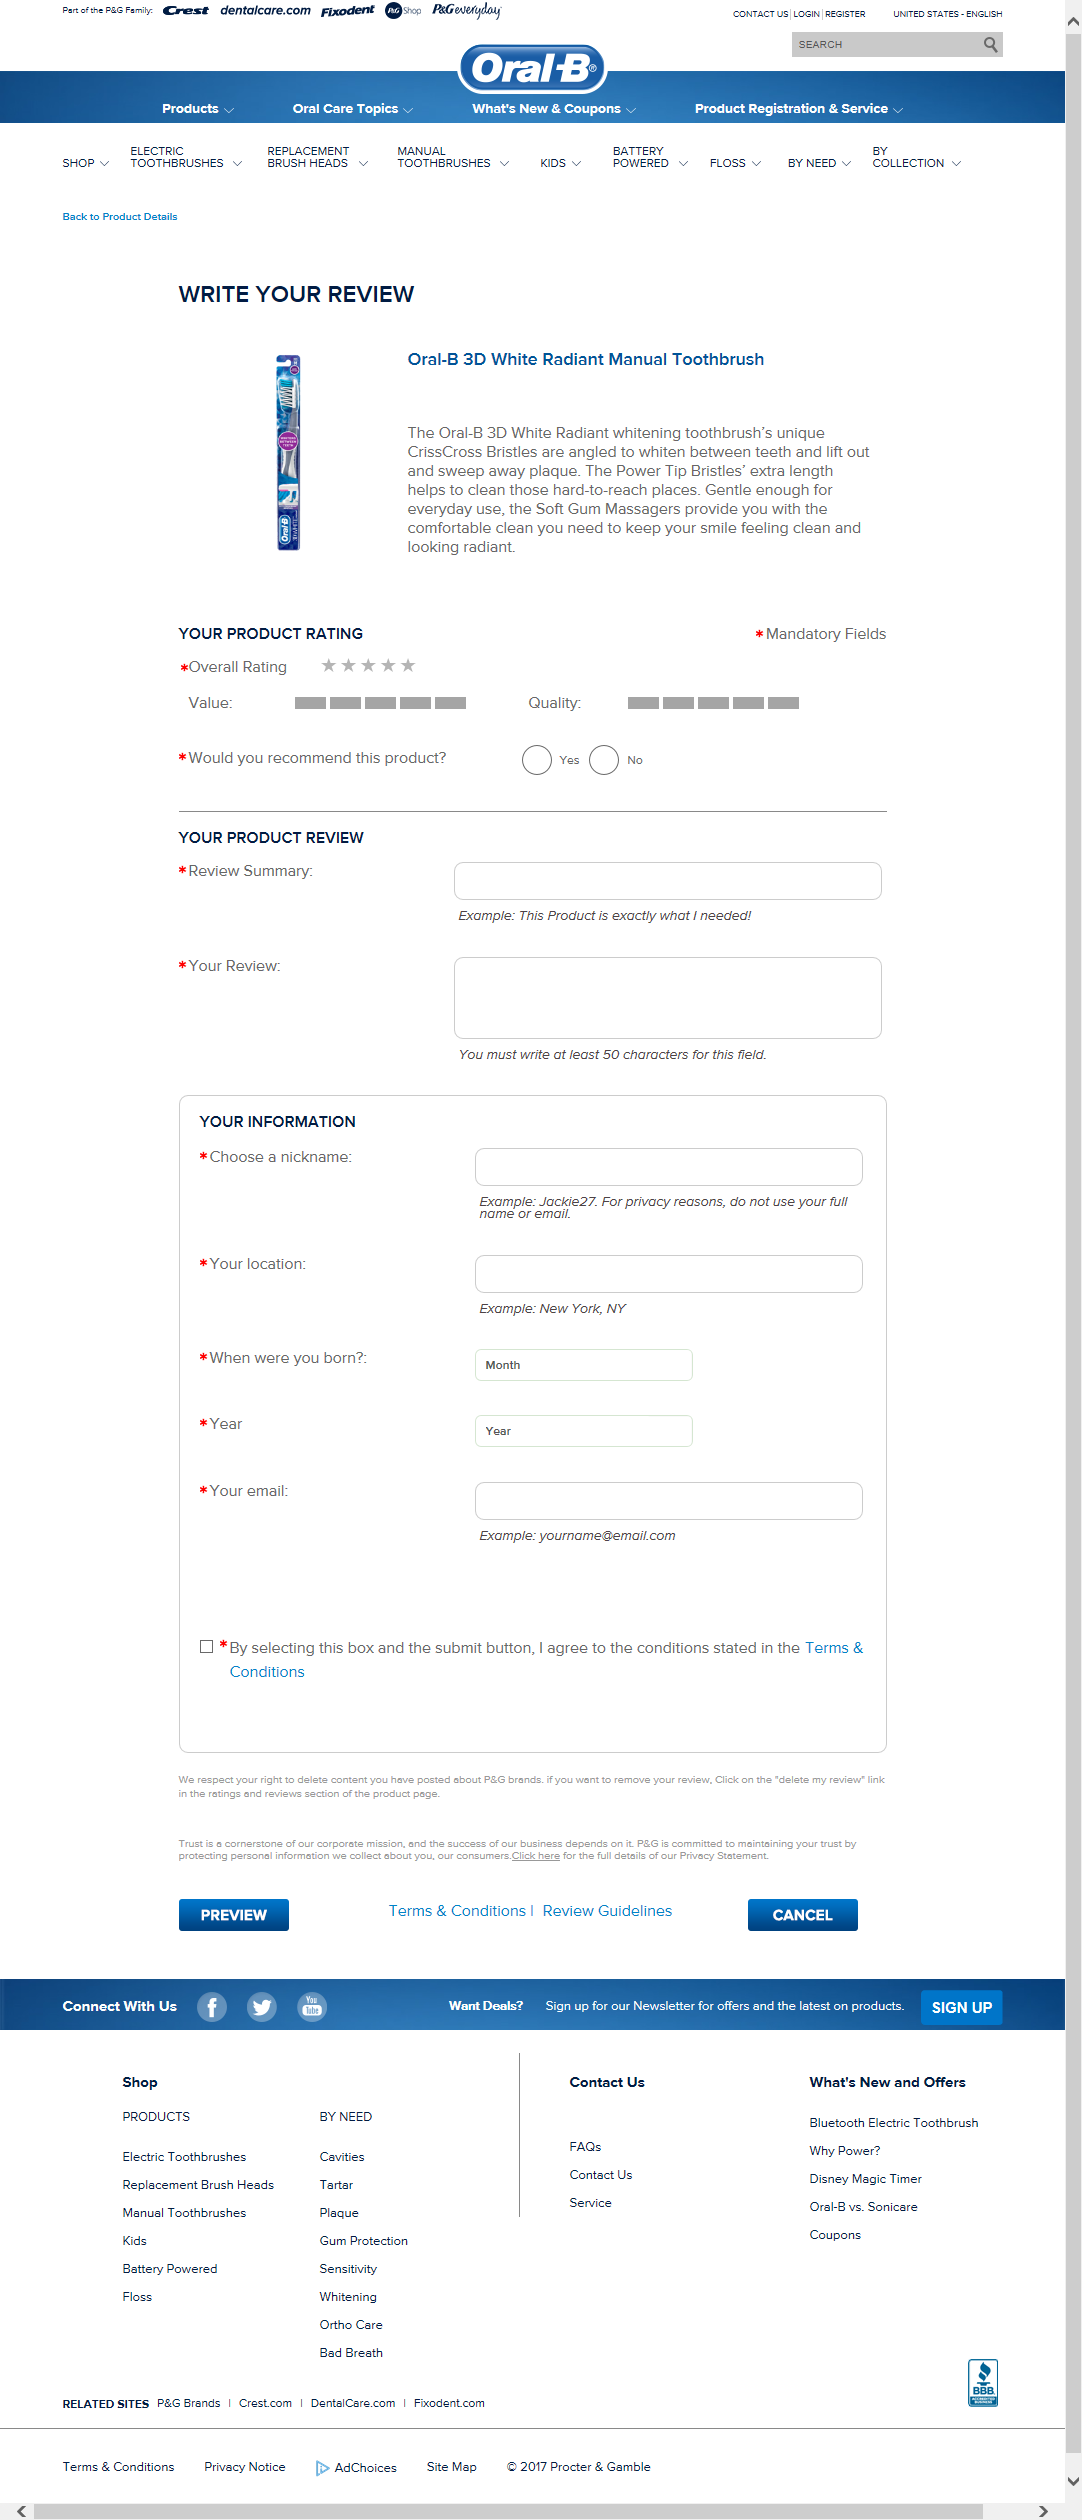 Part of the P&G Family: Crest dentalcare.com Fixodent P&G Shop P&Geveryday
CONTACT US LOGIN REGISTER UNITED STATES - ENGLISH
SEARCH
Oral-B®
Products Oral Care Topics What's New & Coupons Product Registration & Service
SHOP ELECTRIC TOOTHBRUSHES REPLACEMENT BRUSH HEADS MANUAL TOOTHBRUSHES KIDS BATTERY POWERED FLOSS BY NEED BY COLLECTION
Back to Product Details
WRITE YOUR REVIEW
Oral-B 3D White Radiant Manual Toothbrush
Oral-B
The Oral-B 3D White Radiant whitening toothbrush's unique
CrissCross Bristles are angled to whiten between teeth and lift out
and sweep away plaque. The Power Tip Bristles' extra length
helps to clean those hard-to-reach places. Gentle enough for
everyday use, the Soft Gum Massagers provide you with the
comfortable clean you need to keep your smile feeling clean and
looking radiant.
YOUR PRODUCT RATING *Mandatory Fields
*Overall Rating ★★★★★
Value: Quality:
*Would you recommend this product? Yes No
YOUR PRODUCT REVIEW
*Review Summary:
Example: This Product is exactly what I needed!
*Your Review:
You must write at least 50 characters for this field.
YOUR INFORMATION
*Choose a nickname:
Example: Jackie27. For privacy reasons, do not use your full
name or email.
*Your location:
Example: New York, NY
*When were you born?: Month
*Year Year
*Your email:
Example: yourname@email.com
*By selecting this box and the submit button, I agree to the conditions stated in the Terms &
Conditions
We respect your right to delete content you have posted about P&G brands. if you want to remove your review, Click on the "delete my review" link
in the ratings and reviews section of the product page.
Trust is a cornerstone of our corporate mission, and the success of our business depends on it. P&G is committed to maintaining your trust by
protecting personal information we collect about you, our consumers.Click here for the full details of our Privacy Statement.
PREVIEW Terms & Conditions | Review Guidelines CANCEL
Connect With Us f You Tube Want Deals? Sign up for our Newsletter for offers and the latest on products. SIGN UP
Shop
PRODUCTS
Electric Toothbrushes
Replacement Brush Heads
Manual Toothbrushes
Kids
Battery Powered
Floss
BY NEED
Cavities
Tartar
Plaque
Gum Protection
Sensitivity
Whitening
Ortho Care
Bad Breath
Contact Us
FAQs
Contact Us
Service
What's New and Offers
Bluetooth Electric Toothbrush
Why Power?
Disney Magic Timer
Oral-B vs. Sonicare
Coupons
BBB
ACCREDITED BUSINESS
RELATED SITES P&G Brands | Crest.com | DentalCare.com | Fixodent.com
Terms & Conditions Privacy Notice AdChoices Site Map © 2017 Procter & Gamble